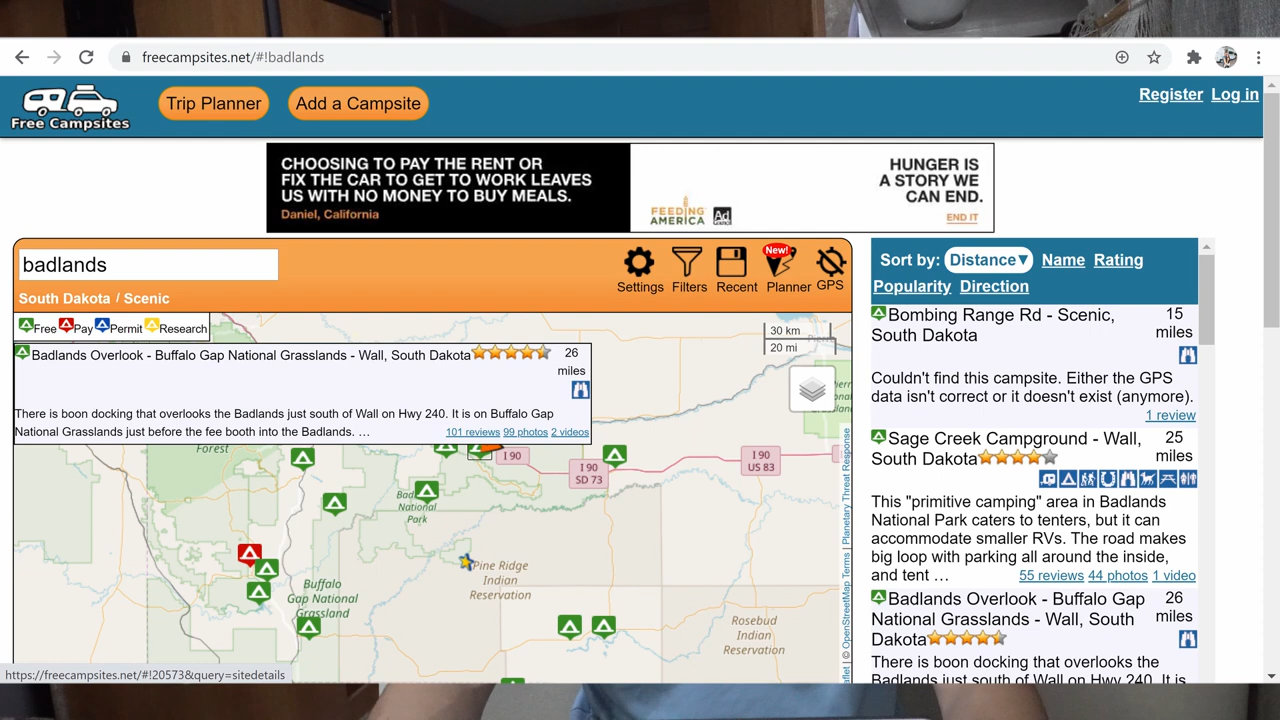 freecampsites.net/#!badlands
Free Campsites
Trip Planner
Add a Campsite
Register Log in
CHOOSING TO PAY THE RENT OR
FIX THE CAR TO GET TO WORK LEAVES
US WITH NO MONEY TO BUY MEALS.
Daniel, California
FEEDING
AMERICA
Ad
HUNGER IS
A STORY WE
CAN END.
END IT
badlands
South Dakota / Scenic
Settings
Filters
Recent
New!
Planner
GPS
Free Pay Permit Research
30 km
20 mi
Badlands Overlook - Buffalo Gap National Grasslands - Wall, South Dakota
26
miles
There is boon docking that overlooks the Badlands just south of Wall on Hwy 240. It is on Buffalo Gap
National Grasslands just before the fee booth into the Badlands. …
101 reviews 99 photos 2 videos
Forest
I 90
I 90
SD 73
I 90
US 83
National
Park
Pine Ridge
Indian
Reservation
Buffalo
Gap National
Grassland
Rosebud
Indian
Reservation
© OpenStreetMap Terms | Planetary Threat Response
Sort by: Distance▼ Name Rating
Popularity Direction
Bombing Range Rd - Scenic,
South Dakota
15
miles
Couldn't find this campsite. Either the GPS
data isn't correct or it doesn't exist (anymore).
1 review
Sage Creek Campground - Wall,
South Dakota
25
miles
This "primitive camping" area in Badlands
National Park caters to tenters, but it can
accommodate smaller RVs. The road makes
big loop with parking all around the inside,
and tent …
55 reviews 44 photos 1 video
Badlands Overlook - Buffalo Gap
National Grasslands - Wall, South
Dakota
26
miles
There is boon docking that overlooks the
Badlands just south of Wall on Hwy 240. It is
https://freecampsites.net/#!20573&query=sitedetails